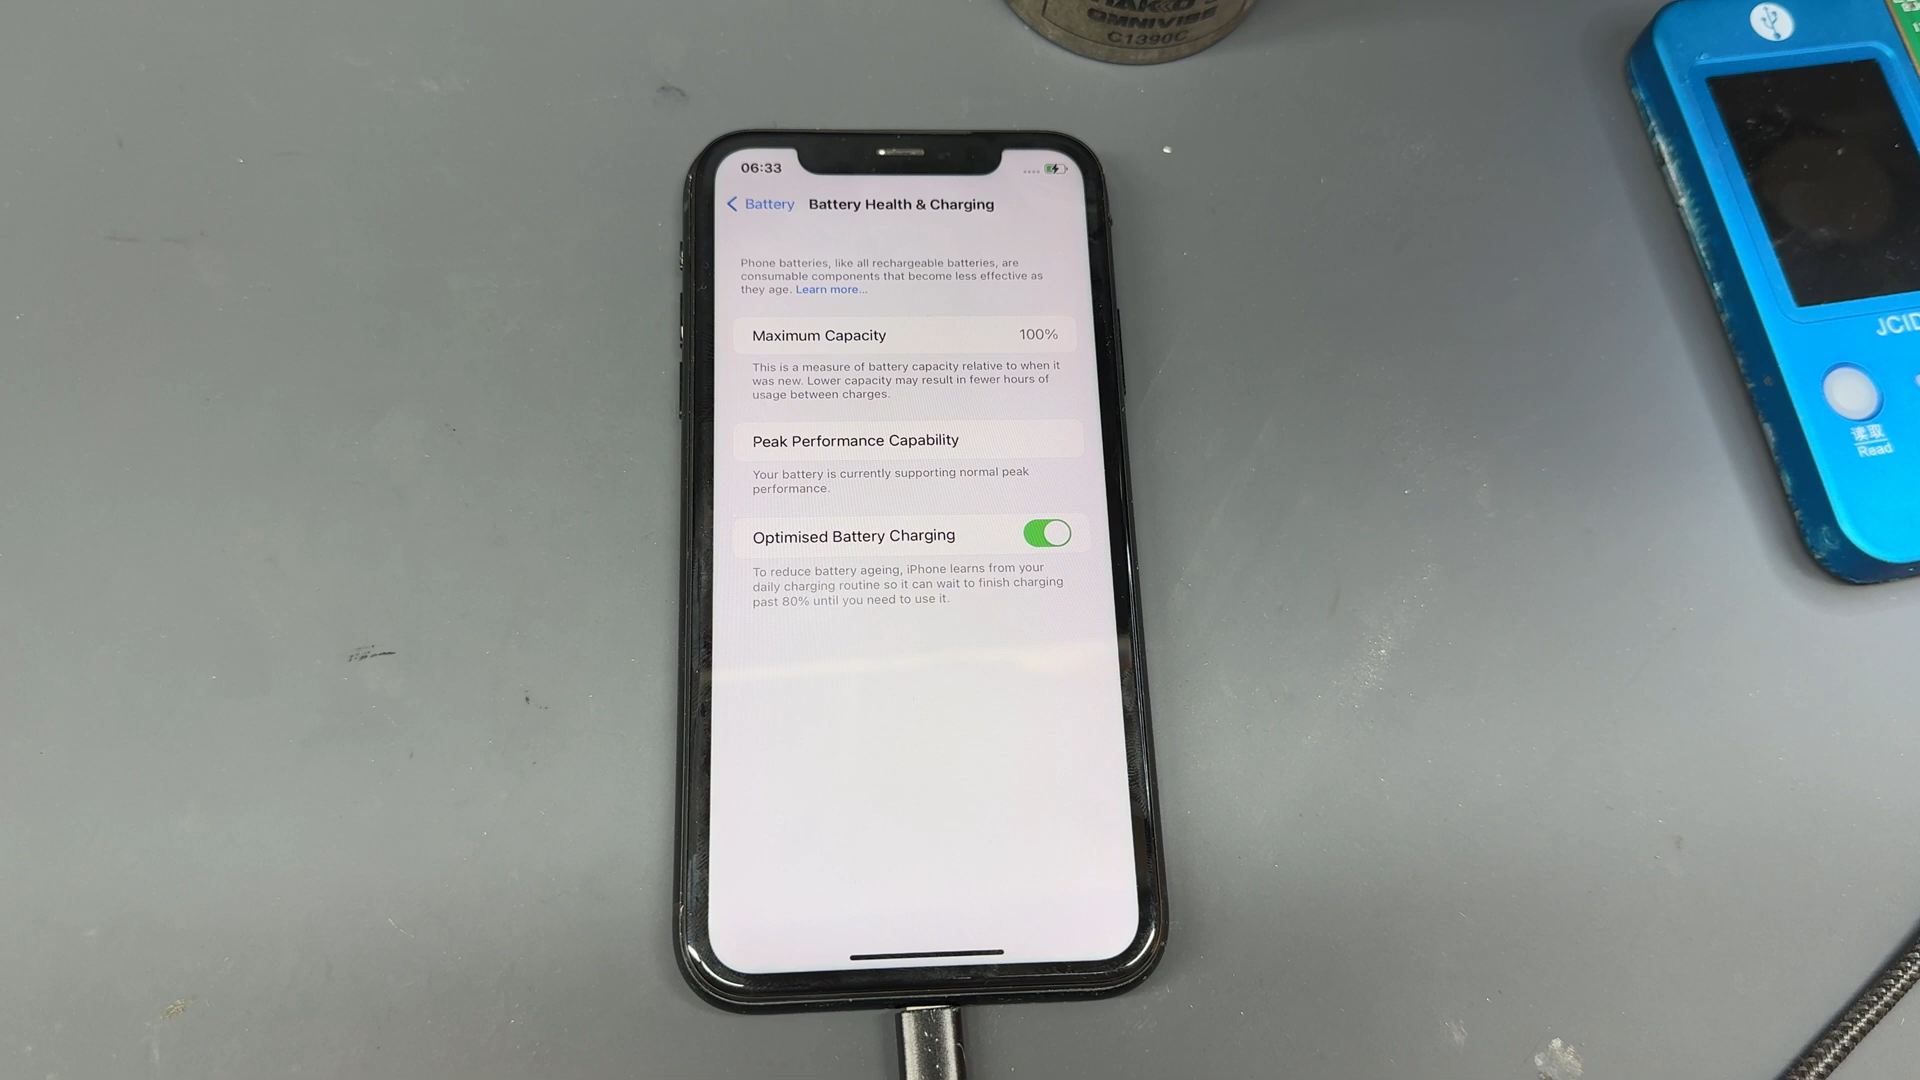 OMNIVISE
C1390C
06:33
Battery
Battery Health & Charging
Phone batteries, like all rechargeable batteries, are
consumable components that become less effective as
they age. Learn more...
Maximum Capacity 100%
This is a measure of battery capacity relative to when it
was new. Lower capacity may result in fewer hours of
usage between charges.
Peak Performance Capability
Your battery is currently supporting normal peak
performance.
Optimised Battery Charging
To reduce battery ageing, iPhone learns from your
daily charging routine so it can wait to finish charging
past 80% until you need to use it.
JCID
读取
Read